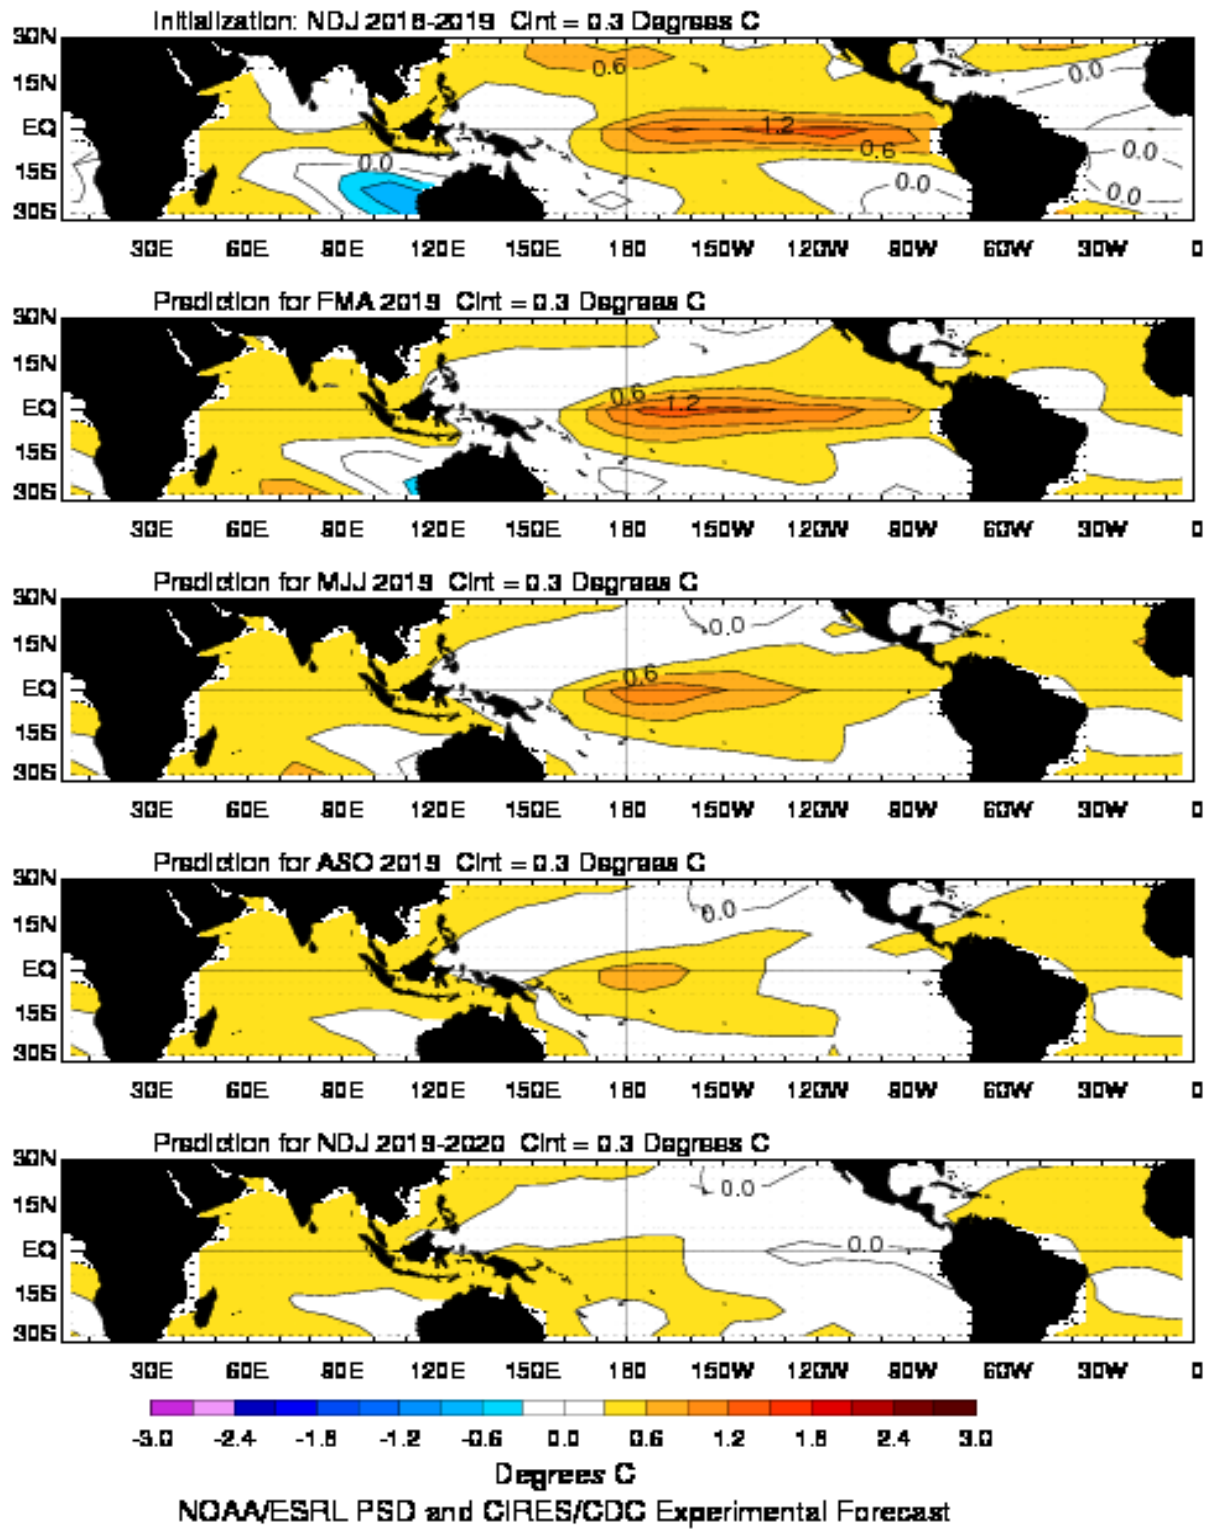 Initialization: NDJ 2018-2019 CInt = 0.3 Degrees C
30N
15N
EQ
15S
30S
0.6
0.0
1.2
0.6
0.0
0.0
0.0
0.0
30E 60E 90E 120E 150E 180 150W 120W 90W 60W 30W 0
Prediction for FMA 2019 CInt = 0.3 Degrees C
30N
15N
EQ
15S
30S
0.6
1.2
30E 60E 90E 120E 150E 180 150W 120W 90W 60W 30W 0
Prediction for MJJ 2019 CInt = 0.3 Degrees C
30N
15N
EQ
15S
30S
0.0
0.6
30E 60E 90E 120E 150E 180 150W 120W 90W 60W 30W 0
Prediction for ASO 2019 CInt = 0.3 Degrees C
30N
15N
EQ
15S
30S
0.0
30E 60E 90E 120E 150E 180 150W 120W 90W 60W 30W 0
Prediction for NDJ 2019-2020 CInt = 0.3 Degrees C
30N
15N
EQ
15S
30S
0.0
0.0
30E 60E 90E 120E 150E 180 150W 120W 90W 60W 30W 0
-3.0 -2.4 -1.8 -1.2 -0.6 0.0 0.6 1.2 1.8 2.4 3.0
Degrees C
NOAA/ESRL PSD and CIRES/CDC Experimental Forecast